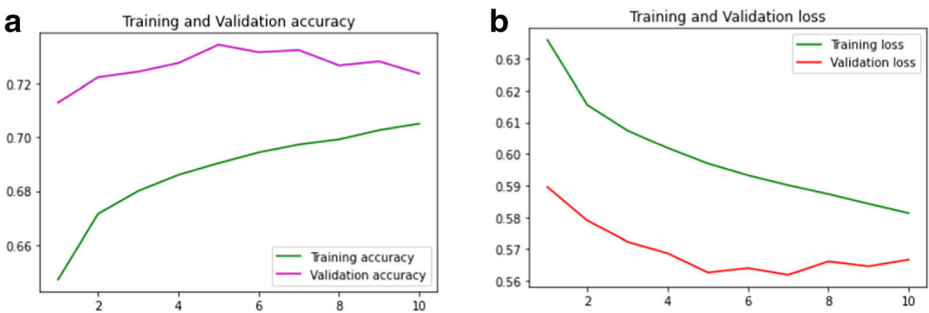 a
Training and Validation accuracy
0.72
0.70
0.68
0.66
Training accuracy
Validation accuracy
2 4 6 8 10
b
Training and Validation loss
0.63
0.62
0.61
0.60
0.59
0.58
0.57
0.56
Training loss
Validation loss
2 4 6 8 10